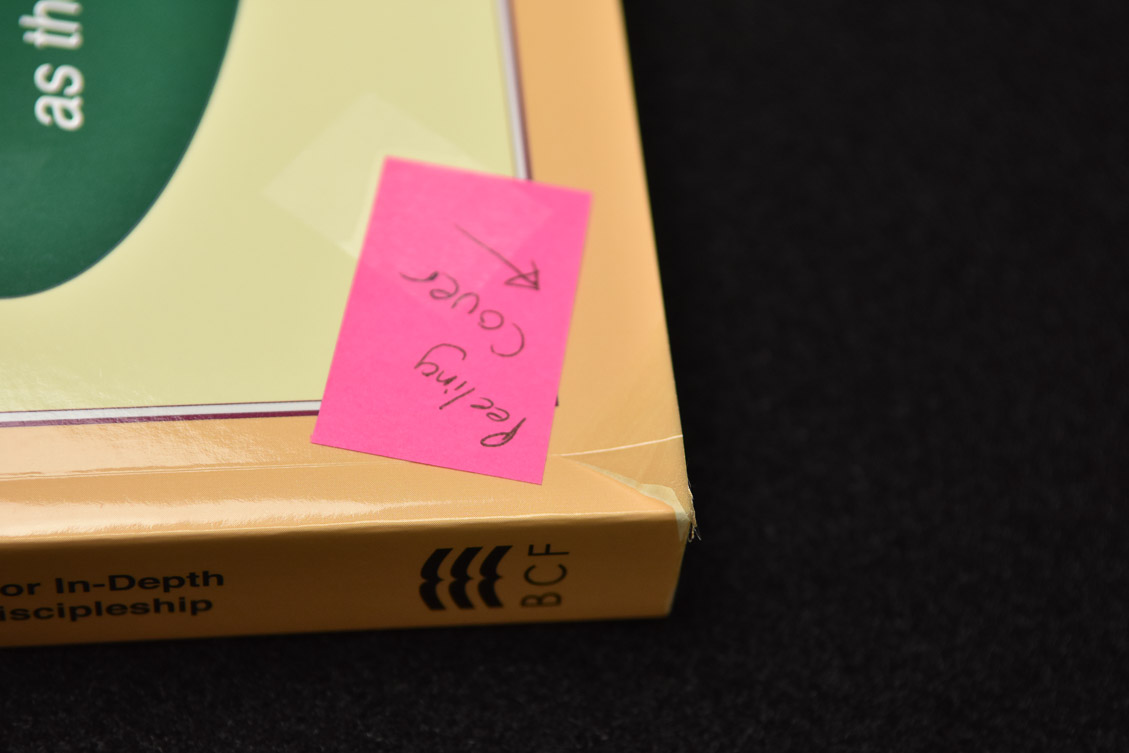 as th
Peeling
Cover
or In-Depth
iscipleship
BCF